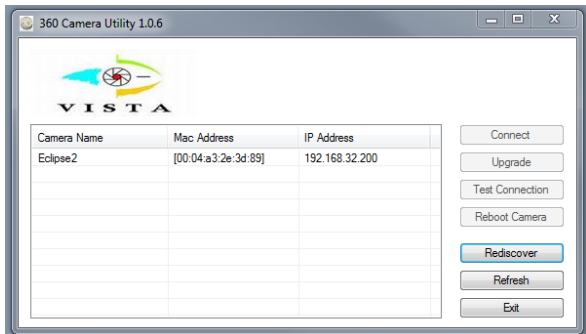 360 Camera Utility 1.0.6
VISTA
Camera Name Mac Address IP Address
Eclipse2 [00:04:a3:2e:3d:89] 192.168.32.200
Connect
Upgrade
Test Connection
Reboot Camera
Rediscover
Refresh
Exit